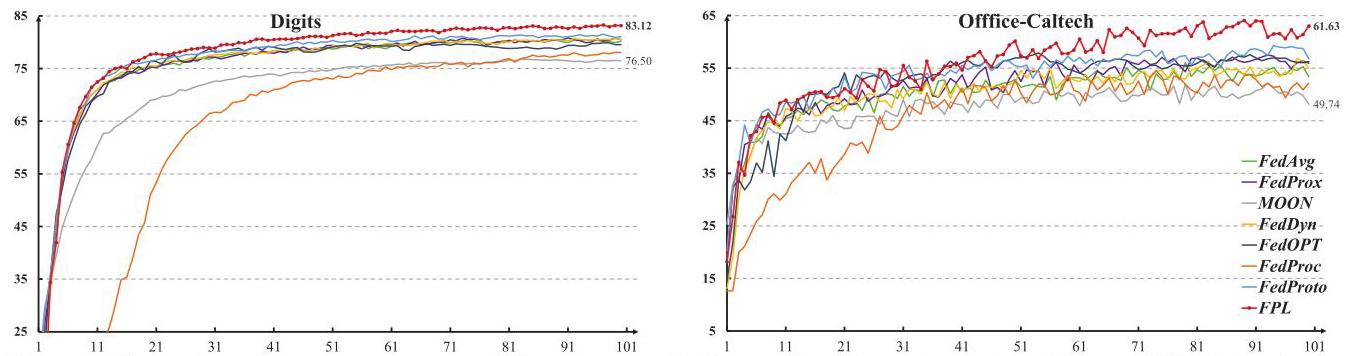 Digits
85
75
65
55
45
35
25
1 11 21 31 41 51 61 71 81 91 101
83.12
76.50
Offfice-Caltech
65
55
45
35
25
15
5
1 11 21 31 41 51 61 71 81 91 101
61.63
49.74
FedAvg
FedProx
MOON
FedDyn
FedOPT
FedProc
FedProto
FPL